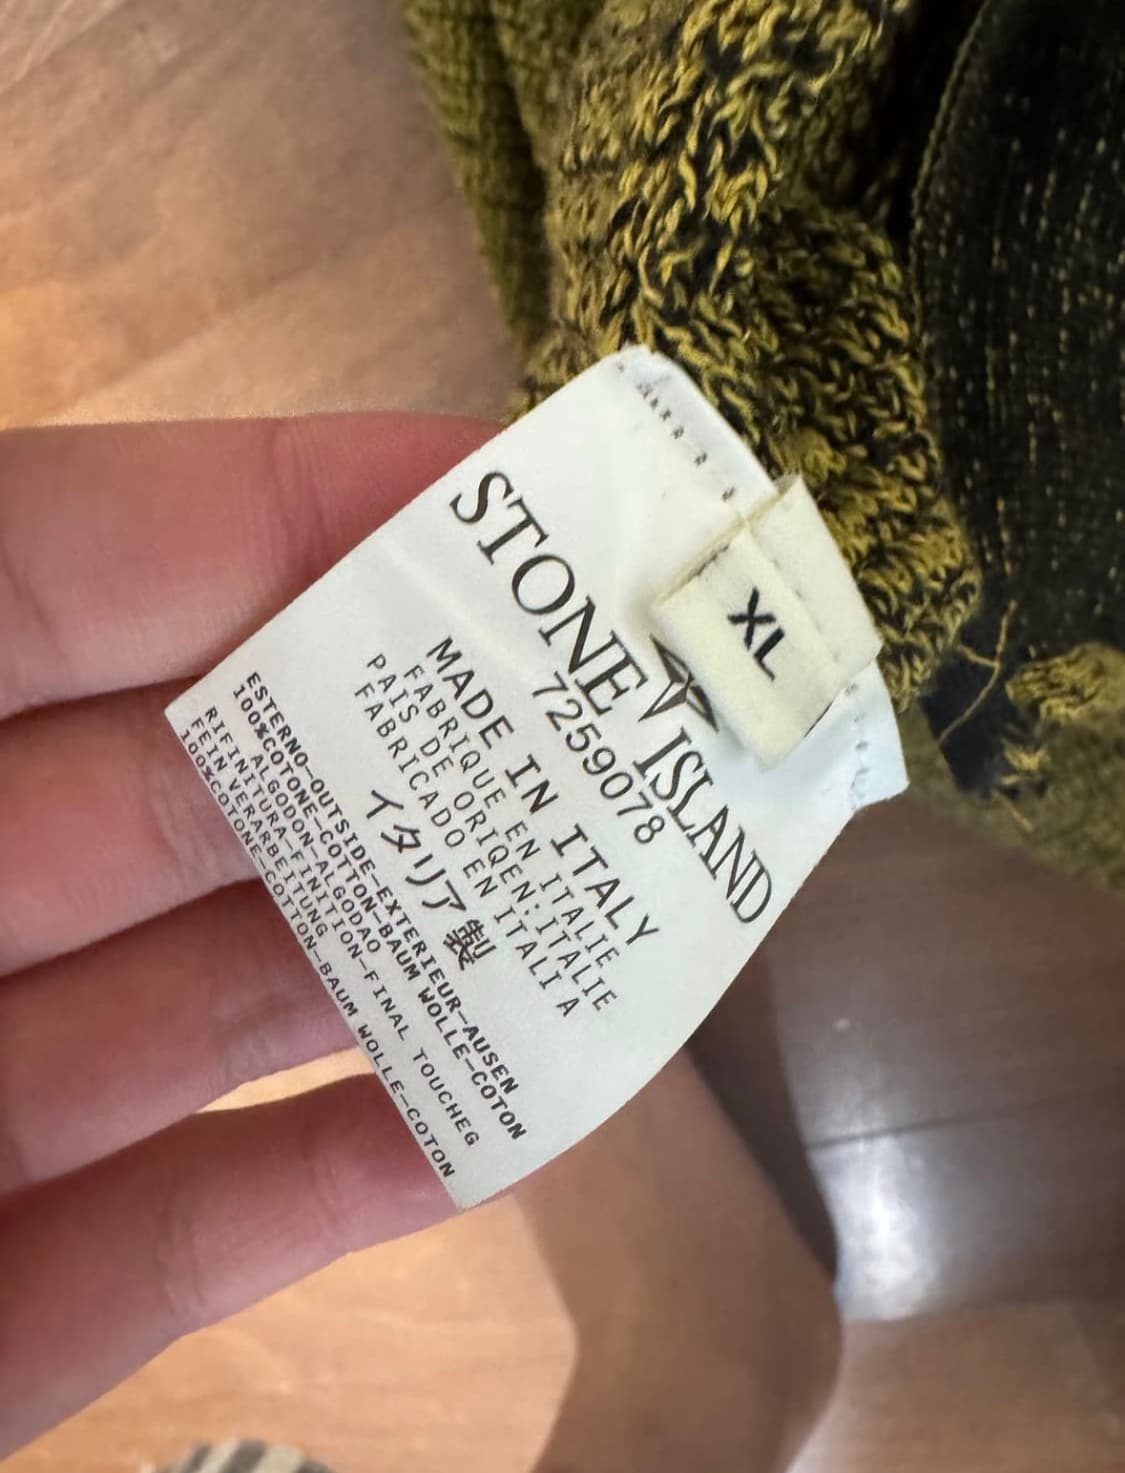 XL
STONE ISLAND
7259078
MADE IN ITALY
FABRIQUE EN ITALIE
PAIS DE ORIQEN:ITALIE
FABRICADO EN ITALI A
イタリア製
ESTERNO-OUTSIDE-EXTERIEUR-AUSEN
100%COTONE-COTTON-BAUM WOLLE-COTON
ALGODON-ALGODAO
RIFINITURA-FINITION-FINAL TOUCHEG
FEIN VERARBEITUNG
100%COTONE-COTTON-BAUM WOLLE-COTON